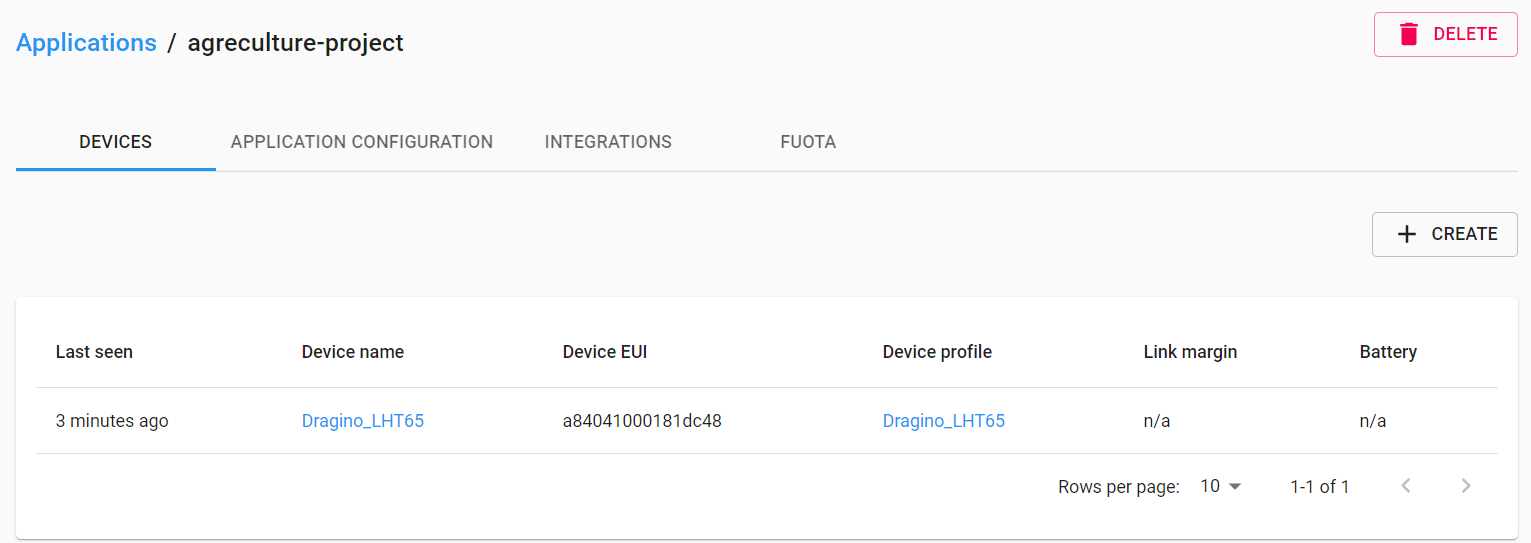 Applications / agreculture-project
DELETE
DEVICES APPLICATION CONFIGURATION INTEGRATIONS FUOTA
+ CREATE
Last seen Device name Device EUI Device profile Link margin Battery
3 minutes ago Dragino_LHT65 a84041000181dc48 Dragino_LHT65 n/a n/a
Rows per page: 10 1-1 of 1